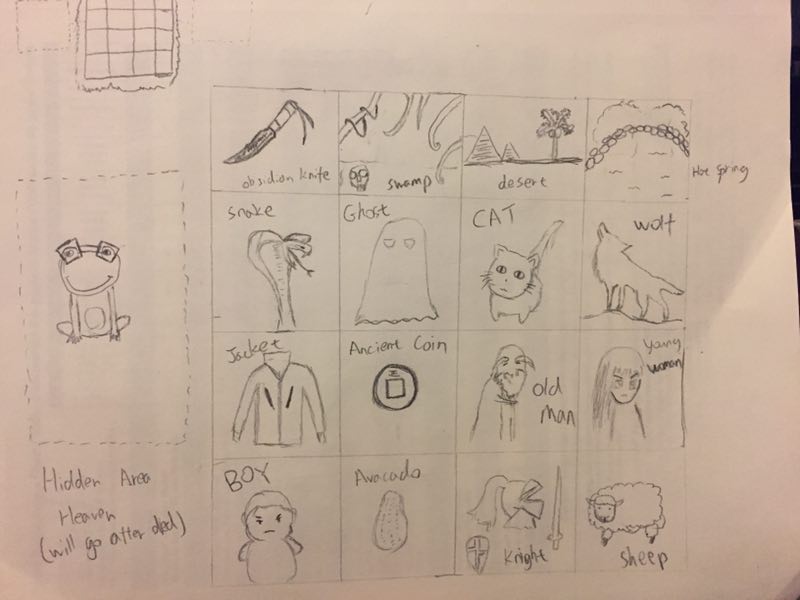 obsidian knife
swamp
desert
Hot Spring
Snake
Ghost
CAT
wolf
Jacket
Ancient Coin
old
Man
Young
woman
BOY
Avocado
Knight
Sheep
Hidden Area
Heaven
(will go after died)